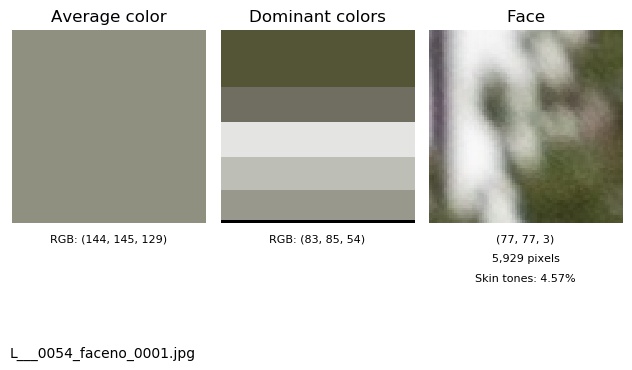 Average color
Dominant colors
Face
RGB: (144, 145, 129)
RGB: (83, 85, 54)
(77, 77, 3)
5,929 pixels
Skin tones: 4.57%
L___0054_faceno_0001.jpg